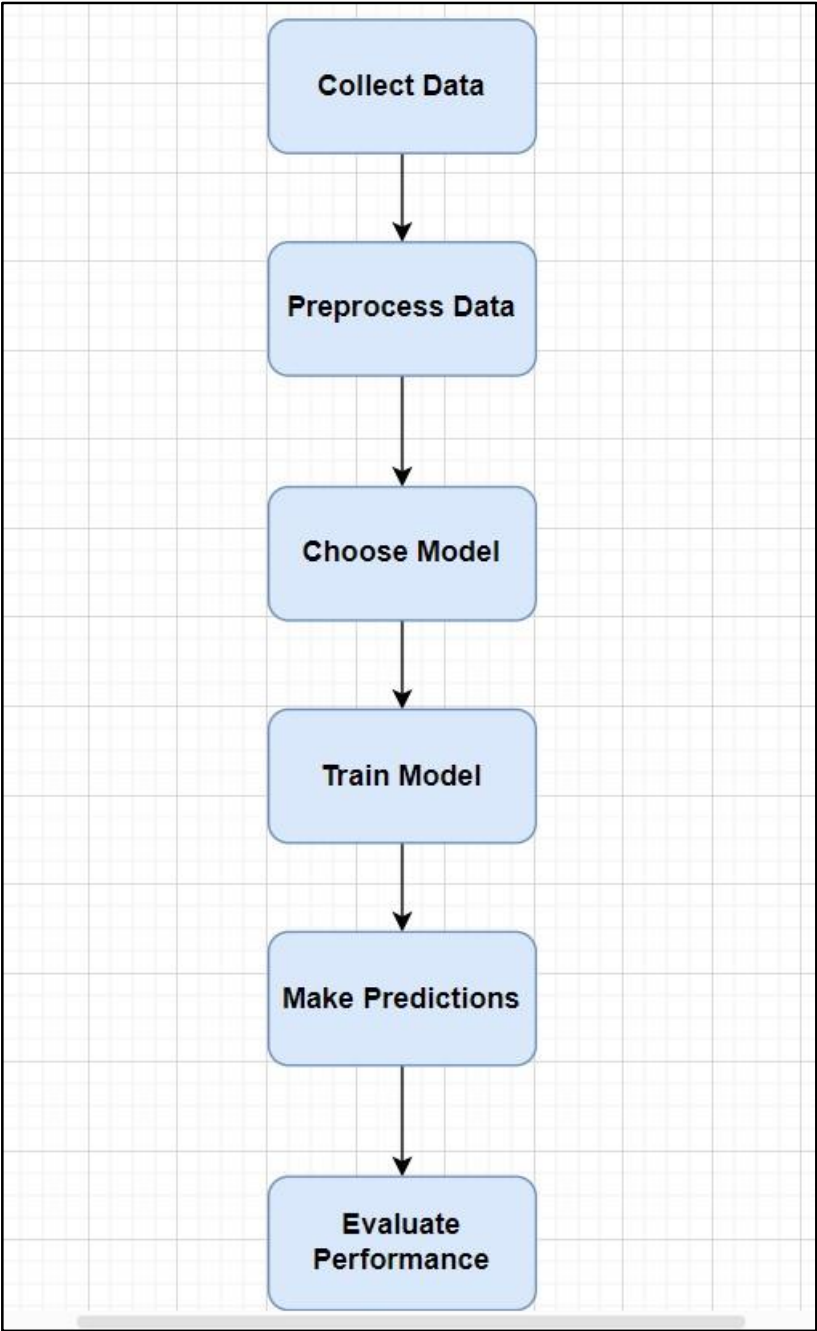 Collect Data
Preprocess Data
Choose Model
Train Model
Make Predictions
Evaluate
Performance